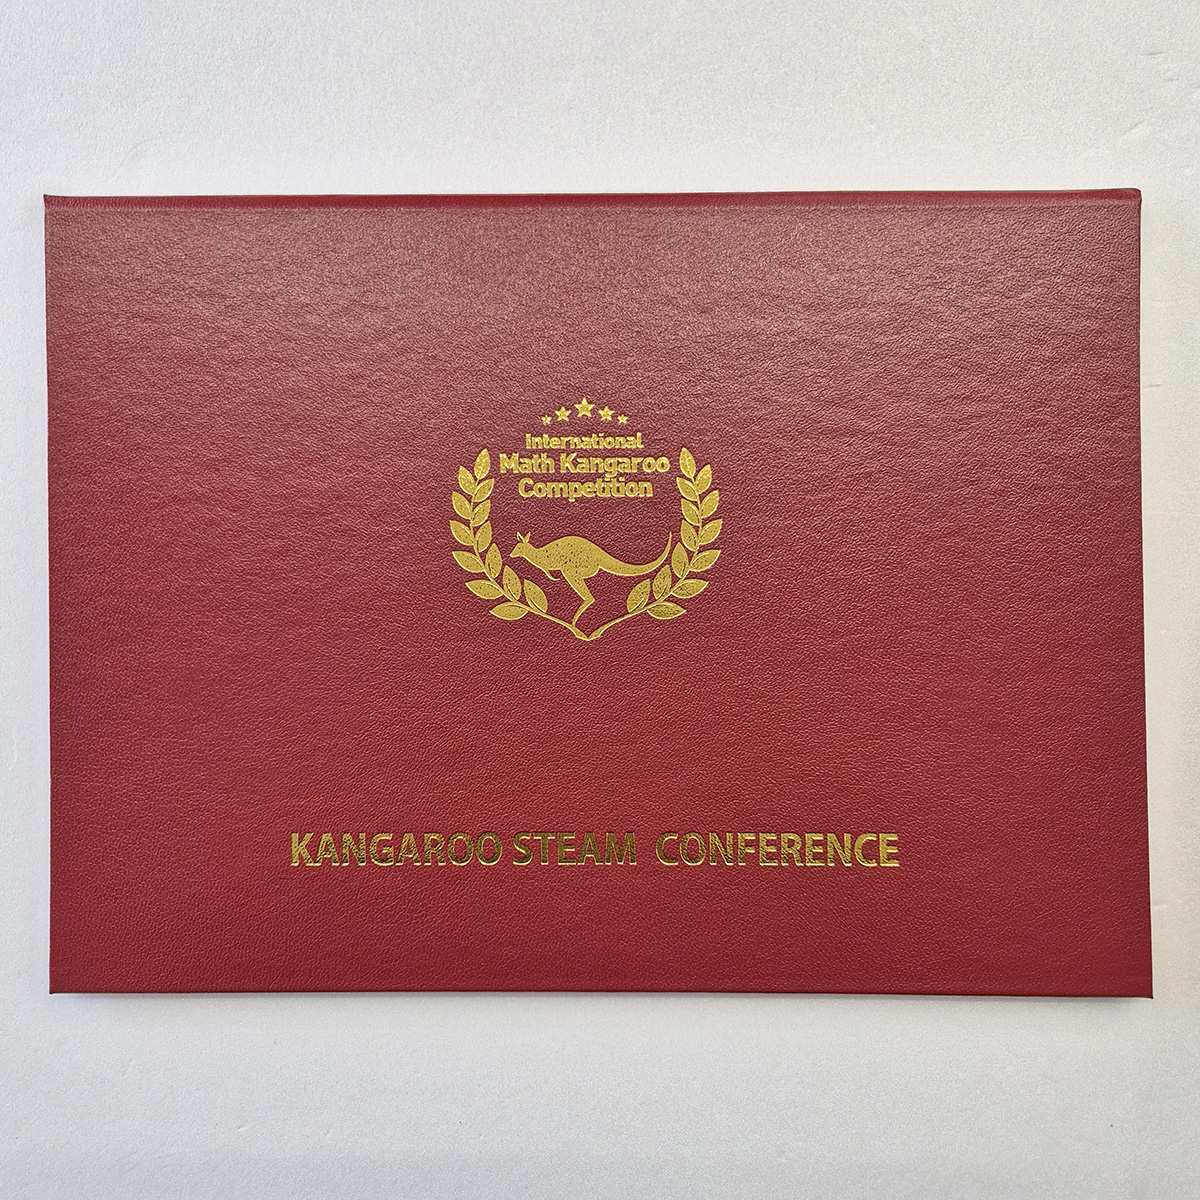 International
Math Kangaroo
Competition
KANGAROO STEAM CONFERENCE